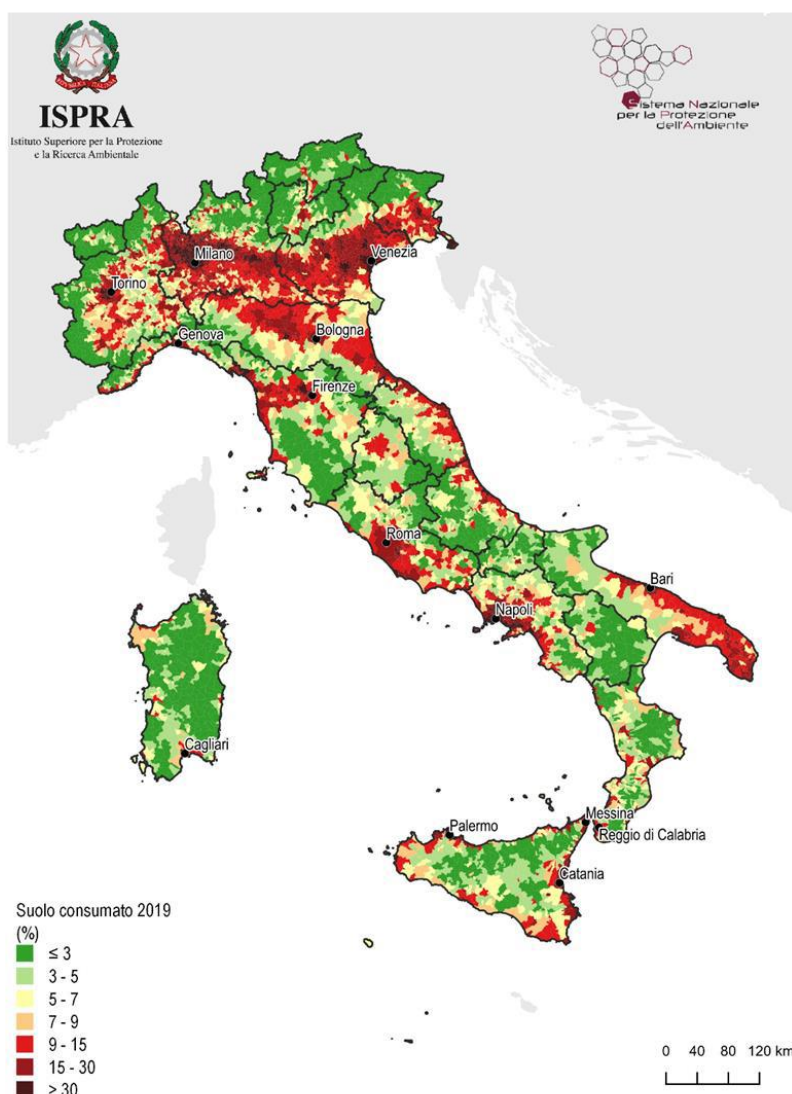 ISPRA
Istituto Superiore per la Protezione
e la Ricerca Ambientale
Sistema Nazionale
per la Protezione
dell'Ambiente
Milano
Venezia
Torino
Genova
Bologna
Firenze
Roma
Bari
Napoli
Cagliari
Messina
Palermo
Reggio di Calabria
Catania
Suolo consumato 2019
(%)
≤ 3
3 - 5
5 - 7
7 - 9
9 - 15
15 - 30
> 30
0 40 80 120 km